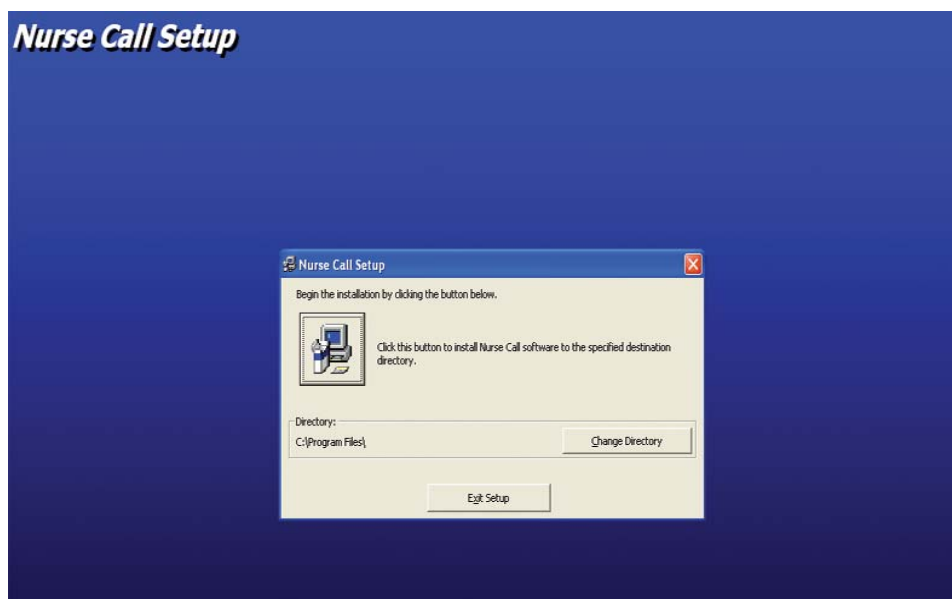 Nurse Call Setup
Nurse Call Setup
Begin the installation by clicking the button below.
Click this button to install Nurse Call software to the specified destination
directory.
Directory:
C:\Program Files\
Change Directory
Exit Setup